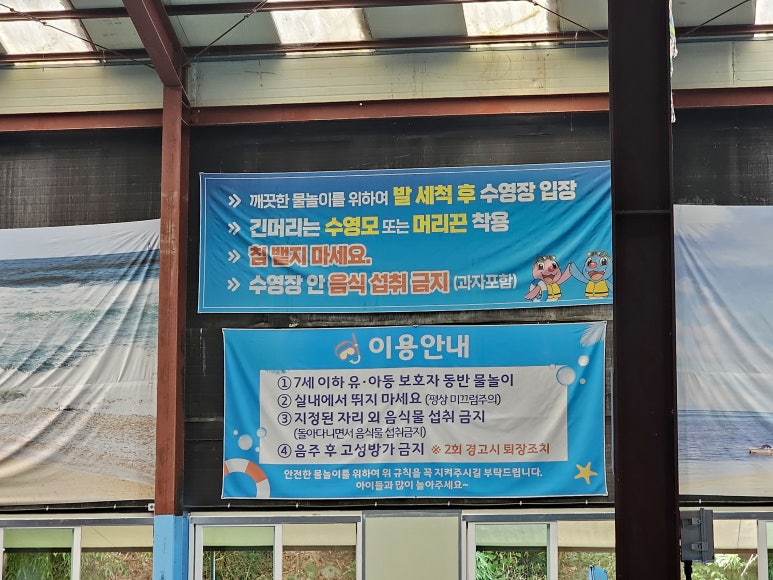 » 깨끗한 물놀이를 위하여 발 세척 후 수영장 입장
» 긴머리는 수영모 또는 머리끈 착용
» 침 뱉지 마세요.
» 수영장 안 음식 섭취 금지 (과자포함)
이용안내
① 7세 이하 유·아동 보호자 동반 물놀이
② 실내에서 뛰지 마세요 (평상 미끄럼주의)
③ 지정된 자리 외 음식물 섭취 금지
(돌아다니면서 음식물 섭취금지)
④ 음주 후 고성방가 금지 ※ 2회 경고시 퇴장조치
안전한 물놀이를 위하여 위 규칙을 꼭 지켜주시길 부탁드립니다.
아이들과 많이 놀아주세요~